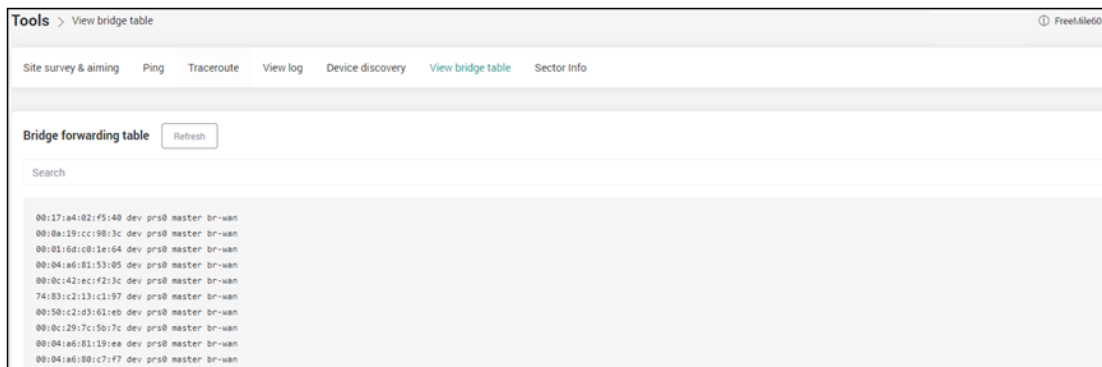 Tools > View bridge table
FreeMile60
Site survey & aiming Ping Traceroute View log Device discovery View bridge table Sector Info
Bridge forwarding table Refresh
Search
00:17:a4:02:f5:40 dev prs0 master br-wan
00:0a:19:cc:98:3c dev prs0 master br-wan
00:01:6d:c0:1e:64 dev prs0 master br-wan
00:04:a6:81:53:05 dev prs0 master br-wan
00:0c:42:ec:f2:3c dev prs0 master br-wan
74:83:c2:13:c1:97 dev prs0 master br-wan
00:50:c2:d3:61:eb dev prs0 master br-wan
00:0c:29:7c:5b:7c dev prs0 master br-wan
00:04:a6:81:19:ea dev prs0 master br-wan
00:04:a6:80:c7:f7 dev prs0 master br-wan